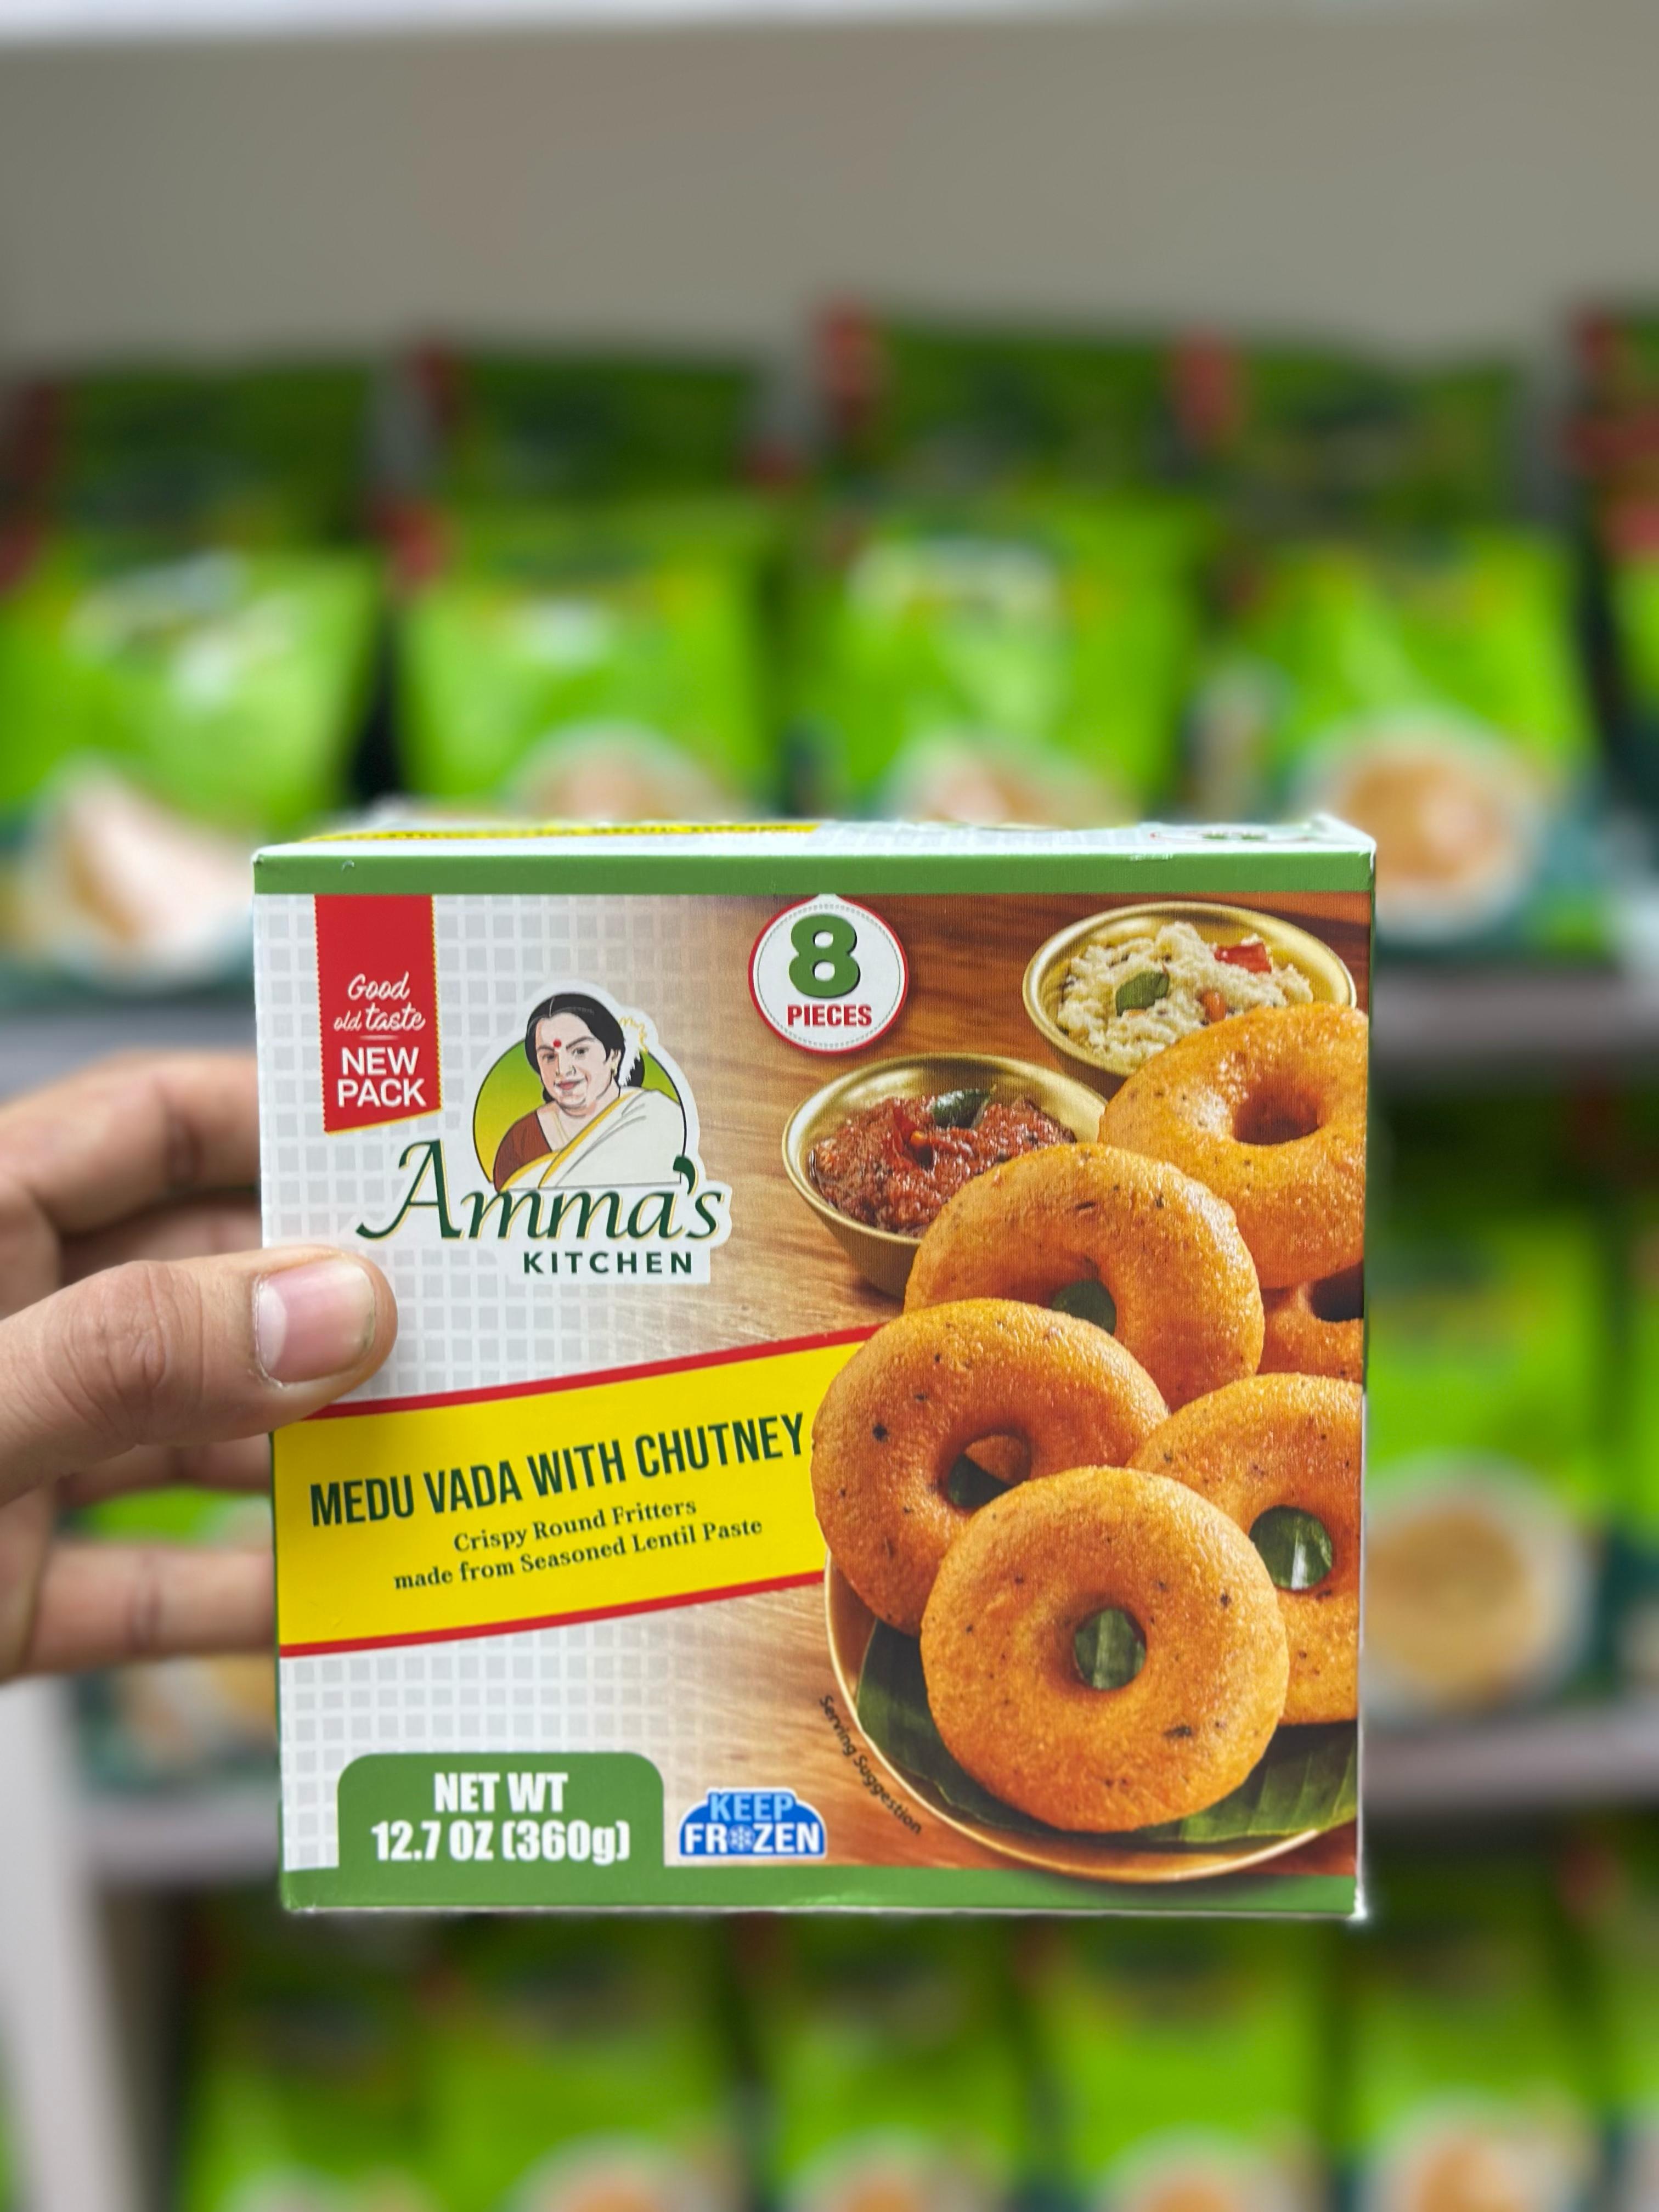 Good
old taste
NEW
PACK
8
PIECES
Amma's
KITCHEN
MEDU VADA WITH CHUTNEY
Crispy Round Fritters
made from Seasoned Lentil Paste
Serving Suggestion
NET WT
12.7 OZ (360g)
KEEP
FROZEN